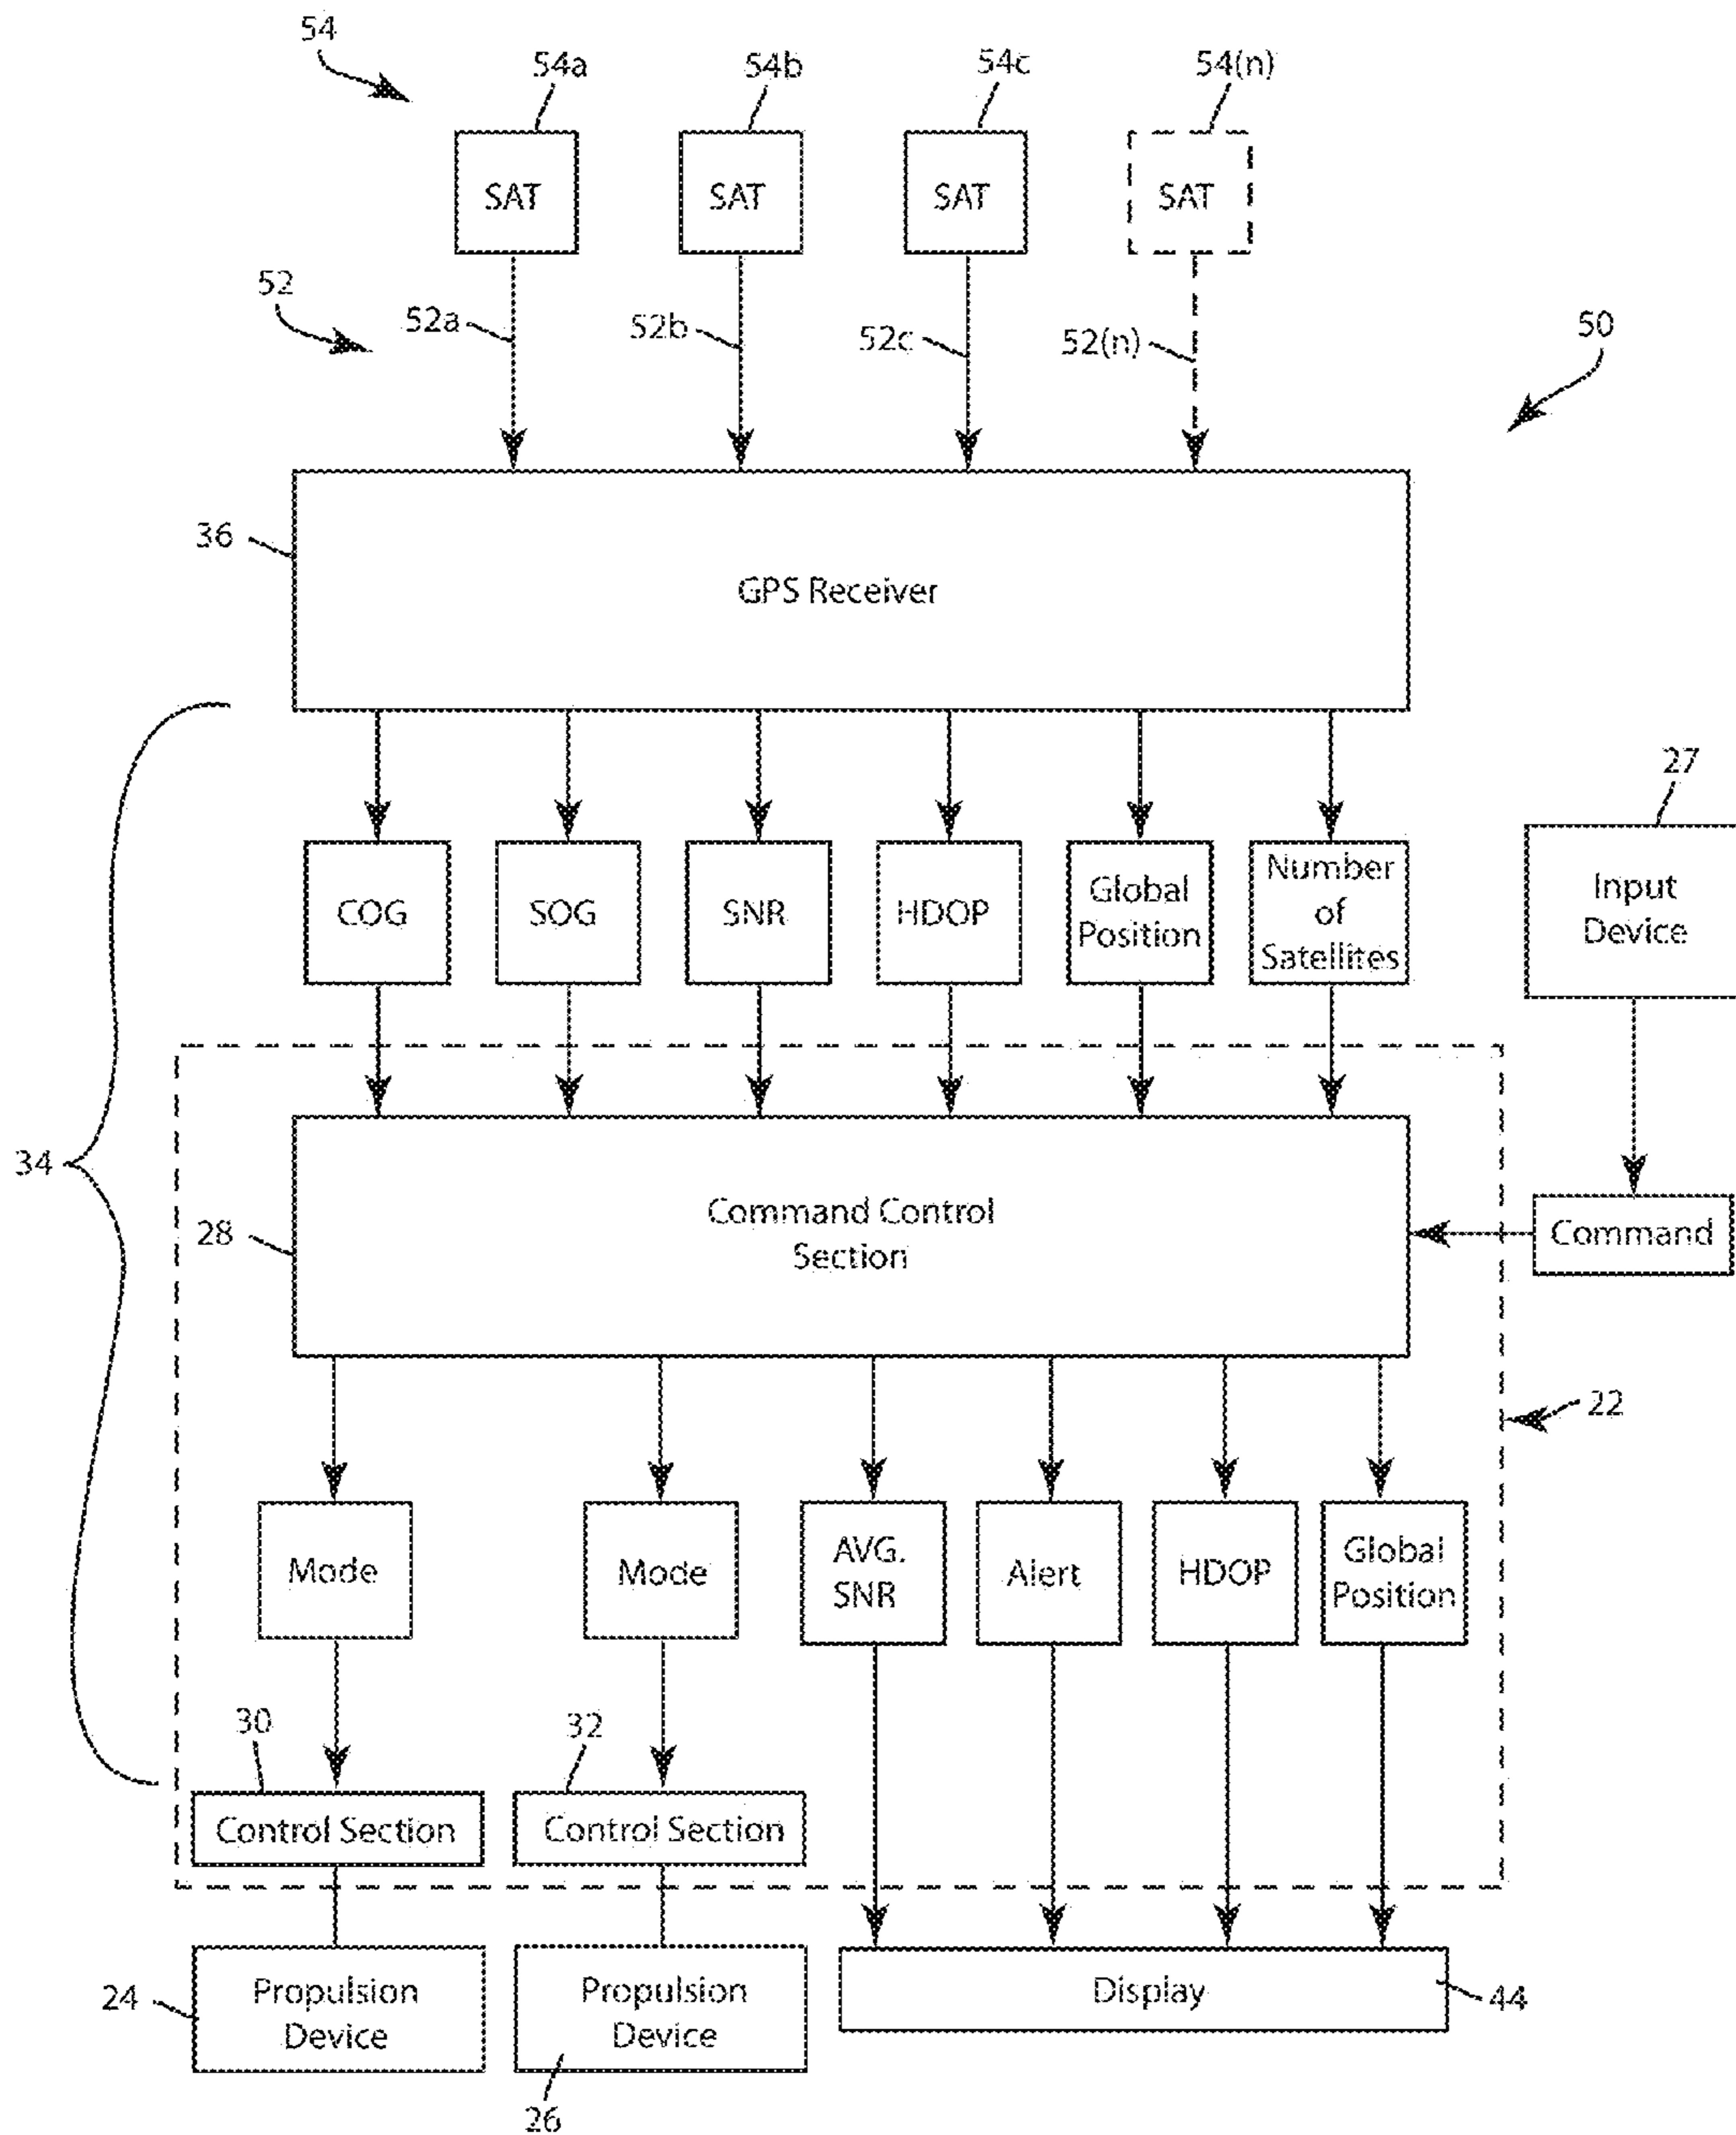 54
54a
54b
54c
54(n)
SAT
SAT
SAT
SAT
52
52a
52b
52c
52(n)
50
36
GPS Receiver
27
COG
SOG
SNR
HDOP
Global
Position
Number
of
Satellites
Input
Device
34
28
Command Control
Section
Command
22
Mode
Mode
AVG.
SNR
Alert
HDOP
Global
Position
30
32
Control Section
Control Section
24
Propulsion
Device
Propulsion
Device
Display
44
26